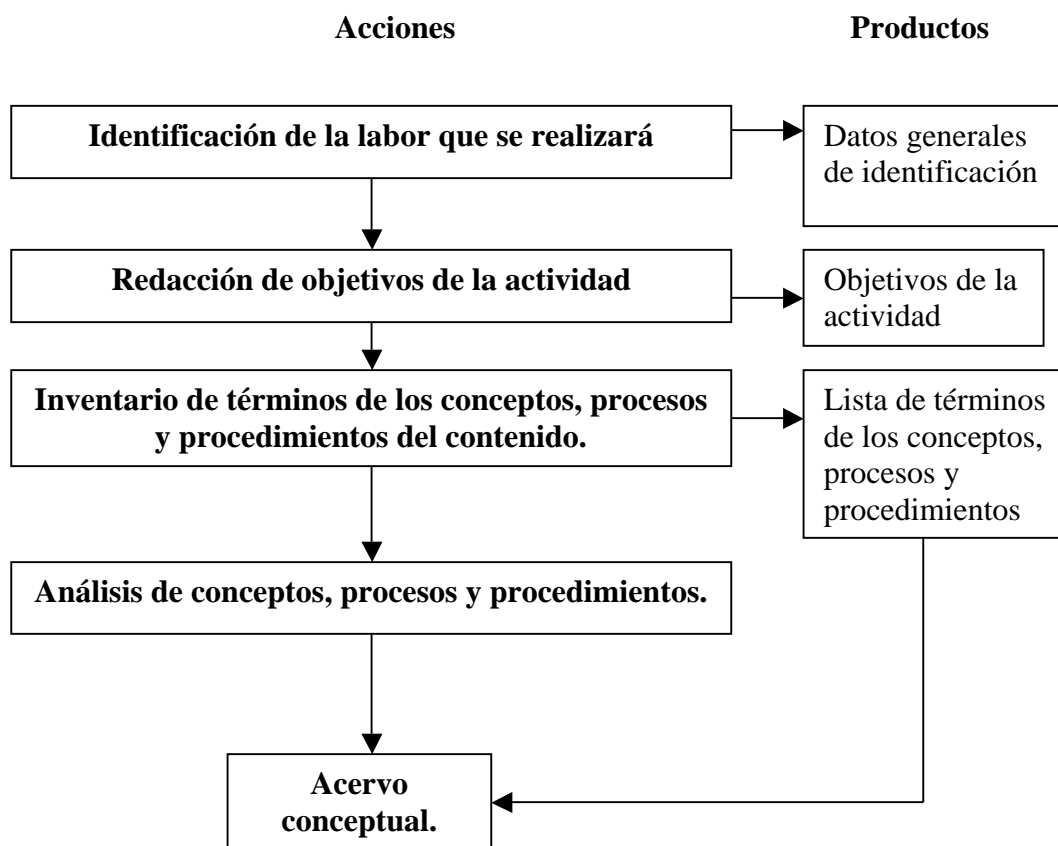 Acciones
Productos
Identificación de la labor que se realizará
Datos generales
de identificación
Redacción de objetivos de la actividad
Objetivos de la
actividad
Inventario de términos de los conceptos, procesos
y procedimientos del contenido.
Lista de términos
de los conceptos,
procesos y
procedimientos
Análisis de conceptos, procesos y procedimientos.
Acervo
conceptual.